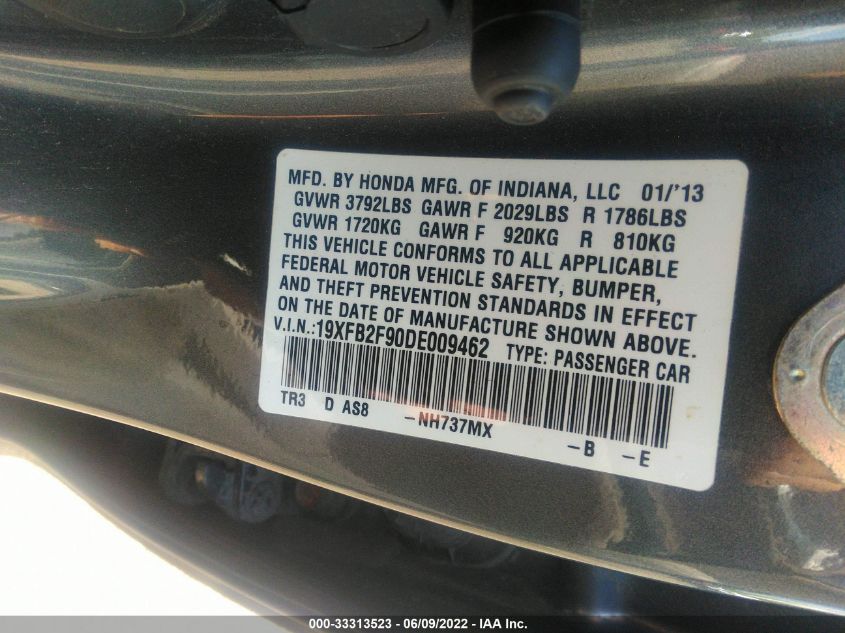 MFD. BY HONDA MFG. OF INDIANA, LLC 01/'13
GVWR 3792LBS GAWR F 2029LBS R 1786LBS
GVWR 1720KG GAWR F 920KG R 810KG
THIS VEHICLE CONFORMS TO ALL APPLICABLE
FEDERAL MOTOR VEHICLE SAFETY, BUMPER,
AND THEFT PREVENTION STANDARDS IN EFFECT
ON THE DATE OF MANUFACTURE SHOWN ABOVE.
V.I.N.:19XFB2F90DE009462 TYPE: PASSENGER CAR
TR3 D AS8 -NH737MX -B -E
000-33313523 - 06/09/2022 - IAA Inc.